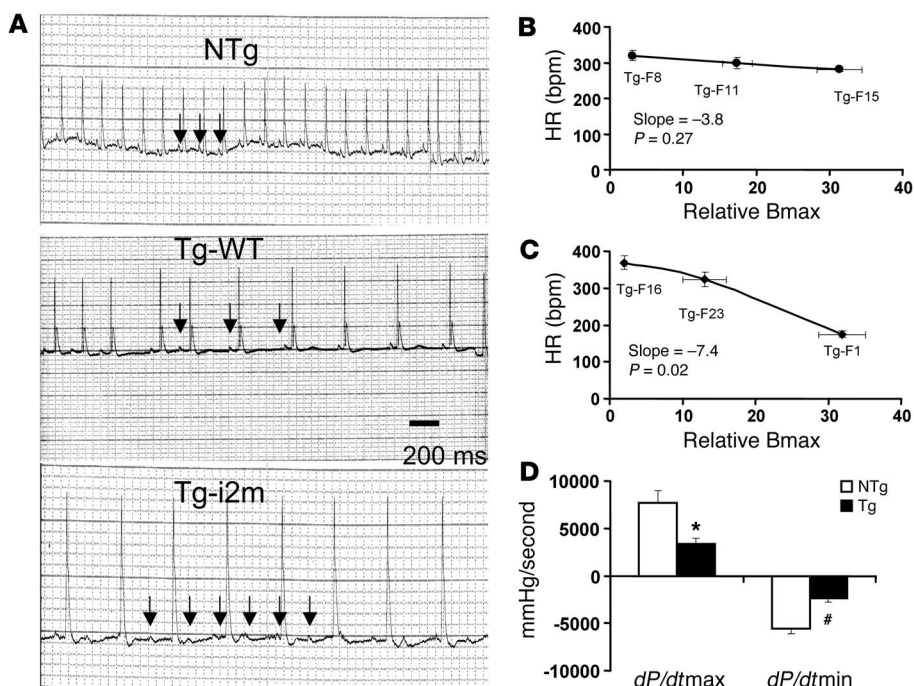 A
NTg
Tg-WT
200 ms
Tg-i2m
B
400
300
200
100
0
HR (bpm)
Tg-F8
Tg-F11
Tg-F15
Slope = –3.8
P = 0.27
0 10 20 30 40
Relative Bmax
C
400
300
200
100
0
HR (bpm)
Tg-F16
Tg-F23
Tg-F1
Slope = –7.4
P = 0.02
0 10 20 30 40
Relative Bmax
D
10000
5000
0
-5000
-10000
mmHg/second
NTg
Tg
*
#
dP/dtmax dP/dtmin